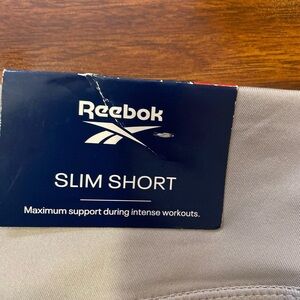 Reebok
SLIM SHORT
Maximum support during intense workouts.